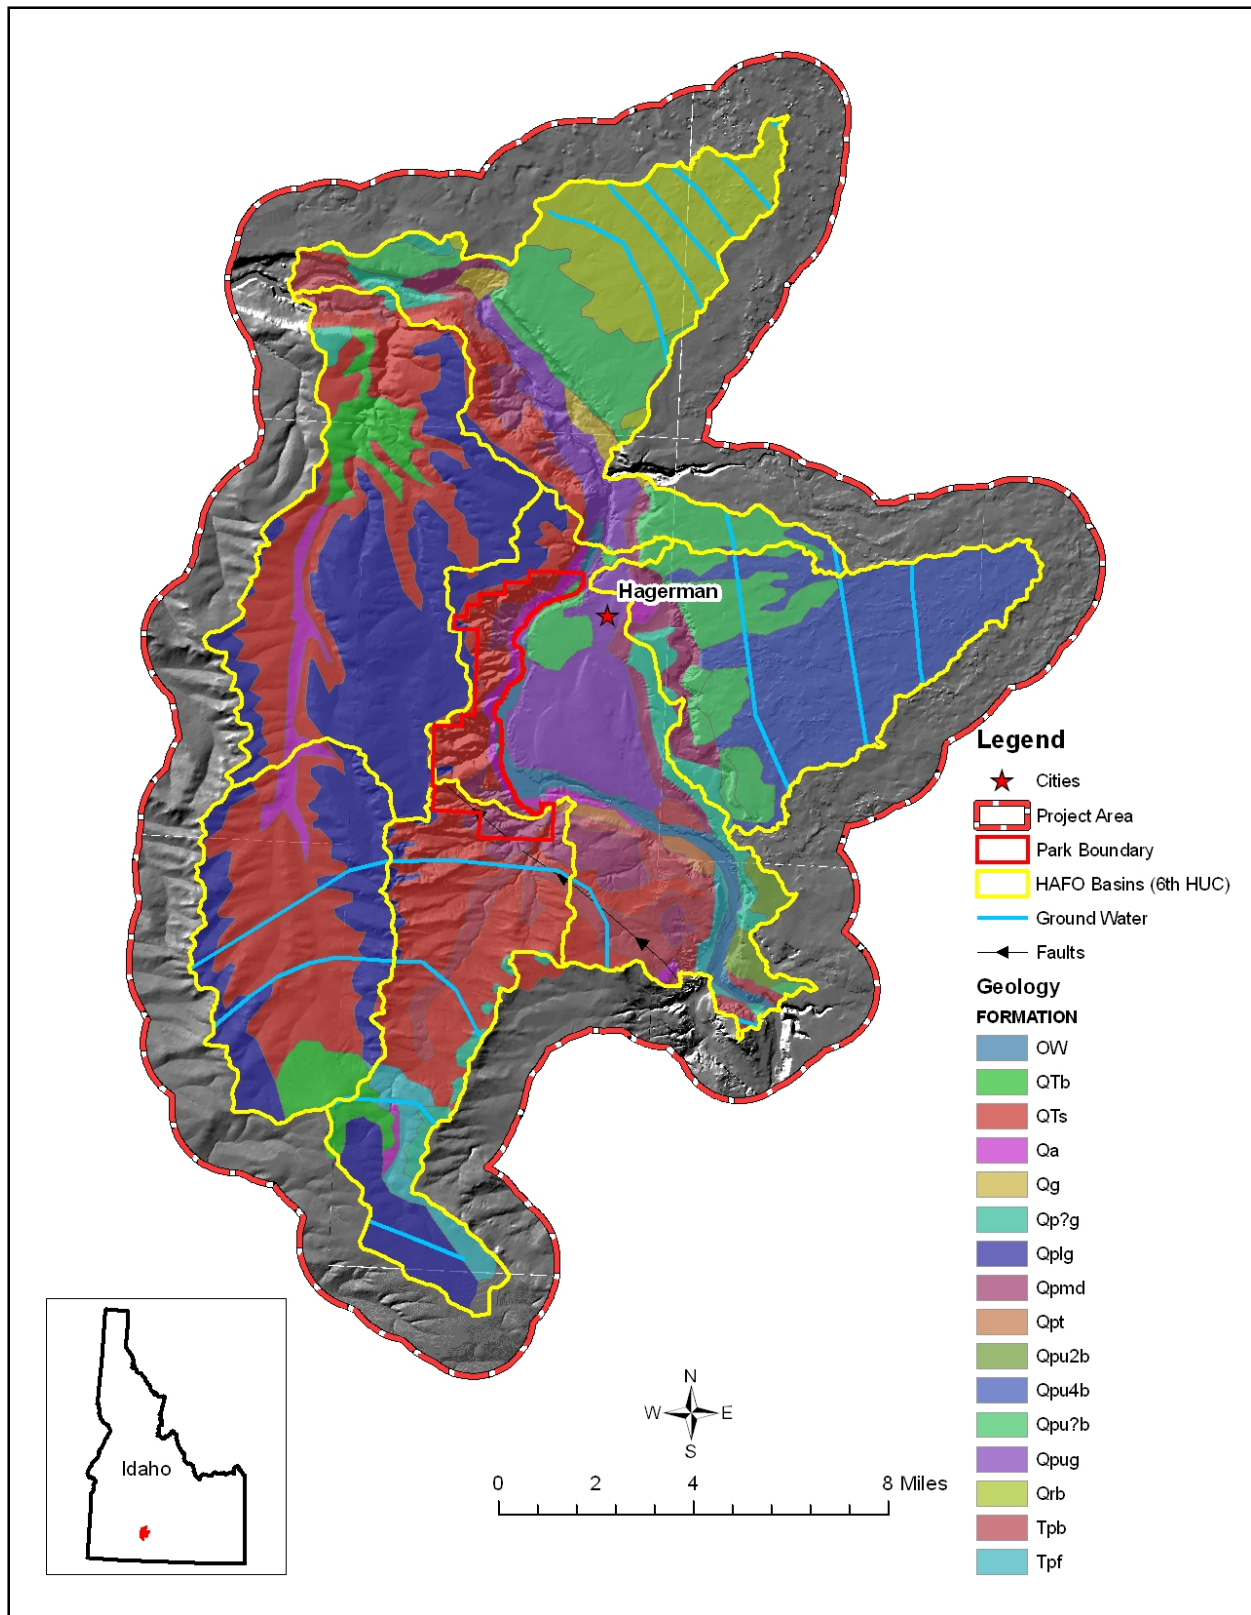 Hagerman
Legend
Cities
Project Area
Park Boundary
HAFO Basins (6th HUC)
Ground Water
Faults
Geology
FORMATION
OW
QTb
QTs
Qa
Qg
Qp?g
Qplg
Qpmd
Qpt
Qpu2b
Qpu4b
Qpu?b
Qpug
Qrb
Tpb
Tpf
N
W E
S
0 2 4 8 Miles
Idaho